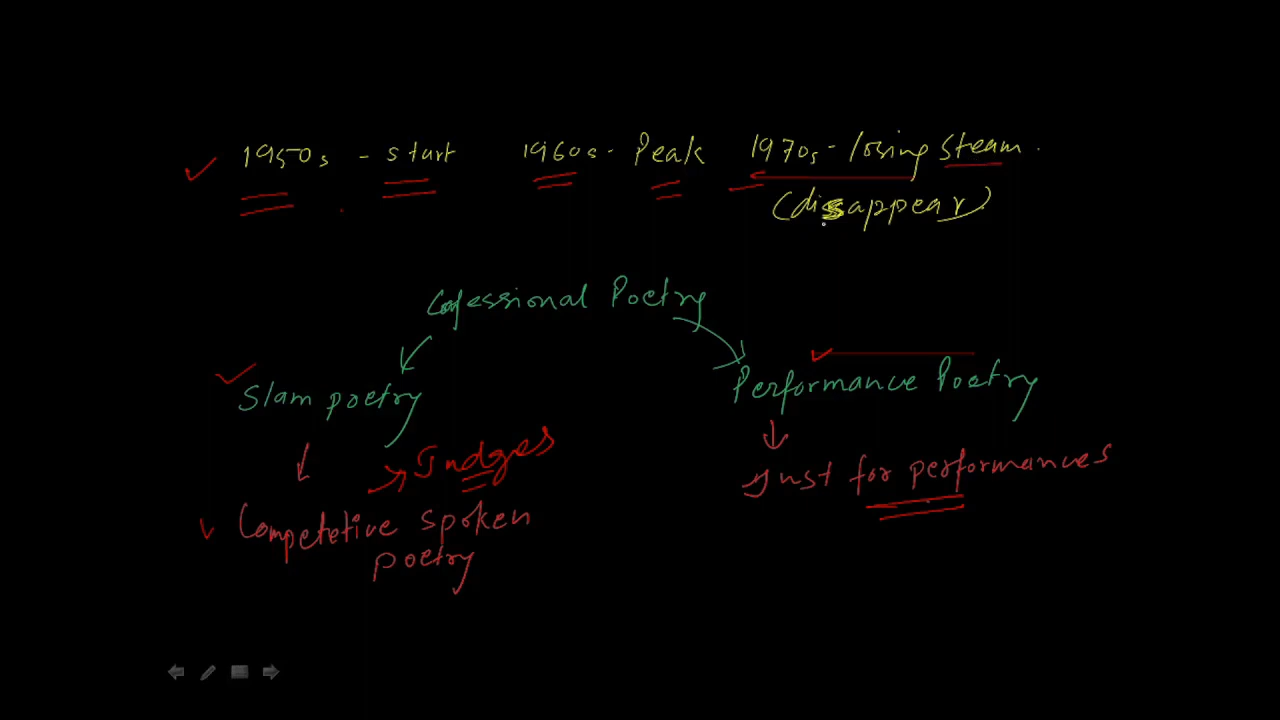 1950s - start 1960s - Peak 1970s - losing steam.
(disappear)
Cofessional Poetry
Slam poetry
Performance Poetry
Judges
Just for performances
Competetive spoken
poetry